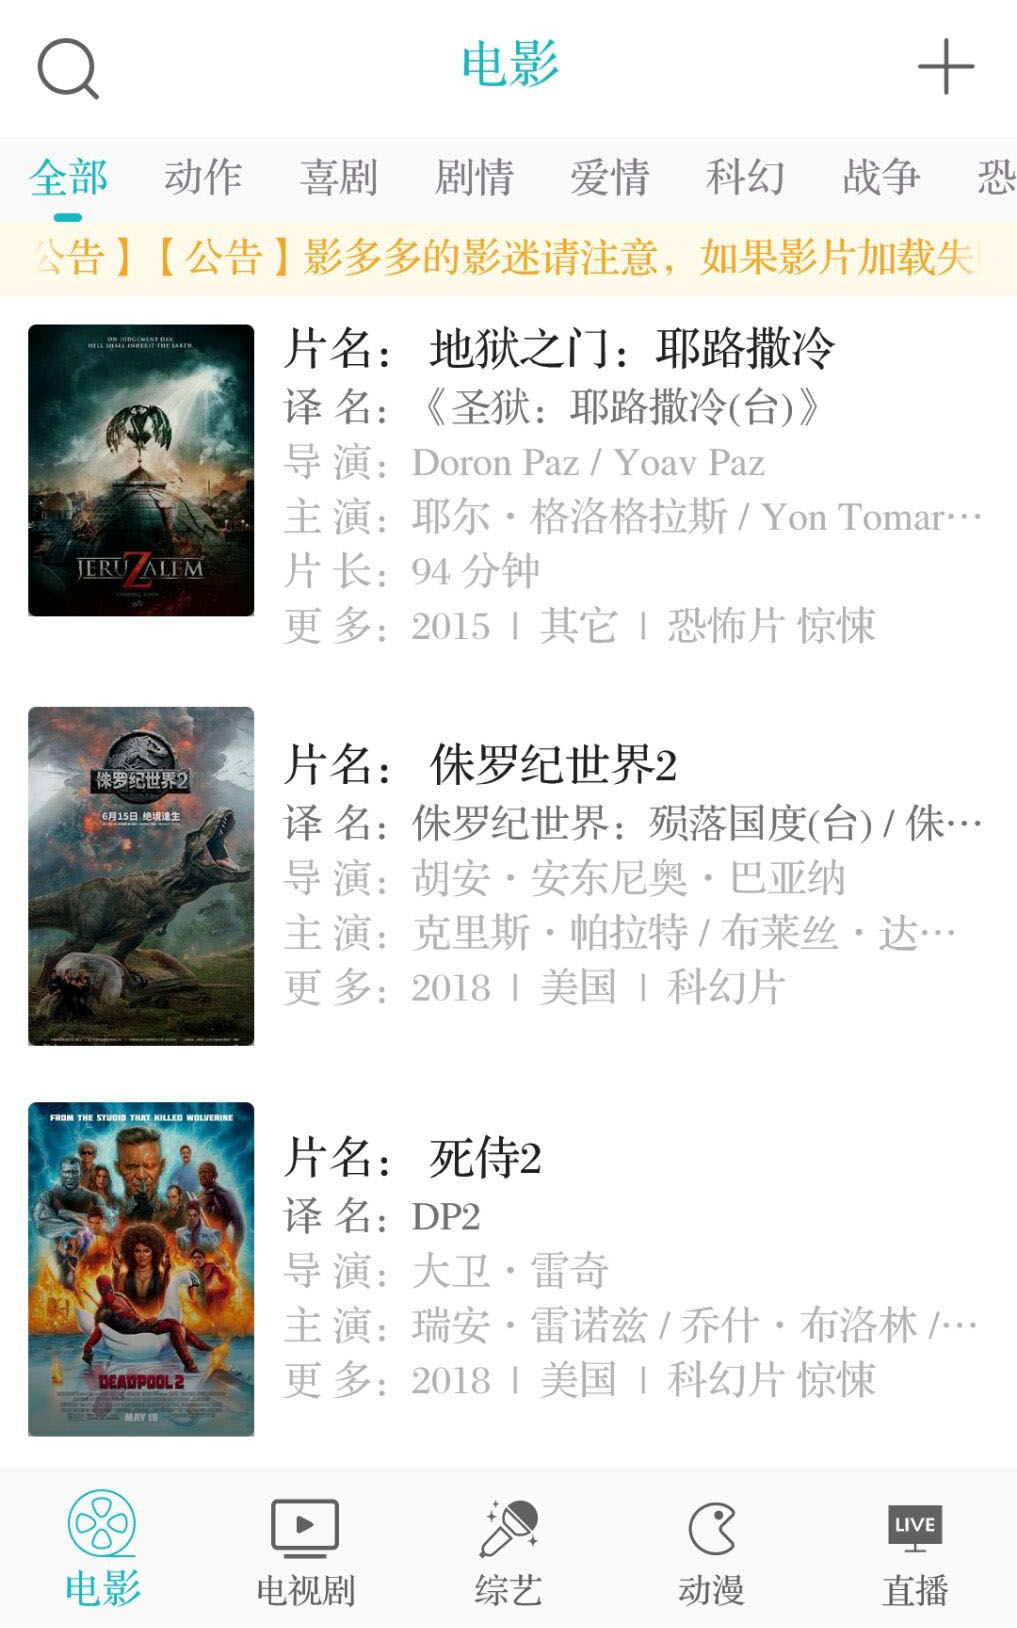 电影
全部 动作 喜剧 剧情 爱情 科幻 战争 恐
公告】【公告】影多多的影迷请注意，如果影片加载失
ON JUDGEMENT DAY,
HELL SHALL INHERIT THE EARTH.
JERUZALEM
COMING SOON
片名： 地狱之门：耶路撒冷
译 名：《圣狱：耶路撒冷(台)》
导 演：Doron Paz / Yoav Paz
主 演：耶尔·格洛格拉斯 / Yon Tomar…
片 长：94 分钟
更 多：2015 | 其它 | 恐怖片 惊悚
侏罗纪世界2
6月15日 绝境逢生
片名： 侏罗纪世界2
译 名：侏罗纪世界：殒落国度(台) / 侏…
导 演：胡安·安东尼奥·巴亚纳
主 演：克里斯·帕拉特 / 布莱丝·达…
更 多：2018 | 美国 | 科幻片
FROM THE STUDIO THAT KILLED WOLVERINE
DEADPOOL 2
MAY 18
片名： 死侍2
译 名：DP2
导 演：大卫·雷奇
主 演：瑞安·雷诺兹 / 乔什·布洛林 /…
更 多：2018 | 美国 | 科幻片 惊悚
LIVE
电影 电视剧 综艺 动漫 直播